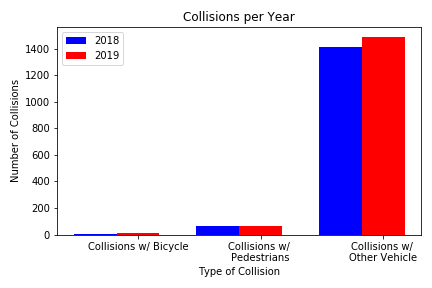 Collisions per Year
2018
2019
Number of Collisions
1400
1200
1000
800
600
400
200
0
Collisions w/ Bicycle
Collisions w/
Pedestrians
Collisions w/
Other Vehicle
Type of Collision